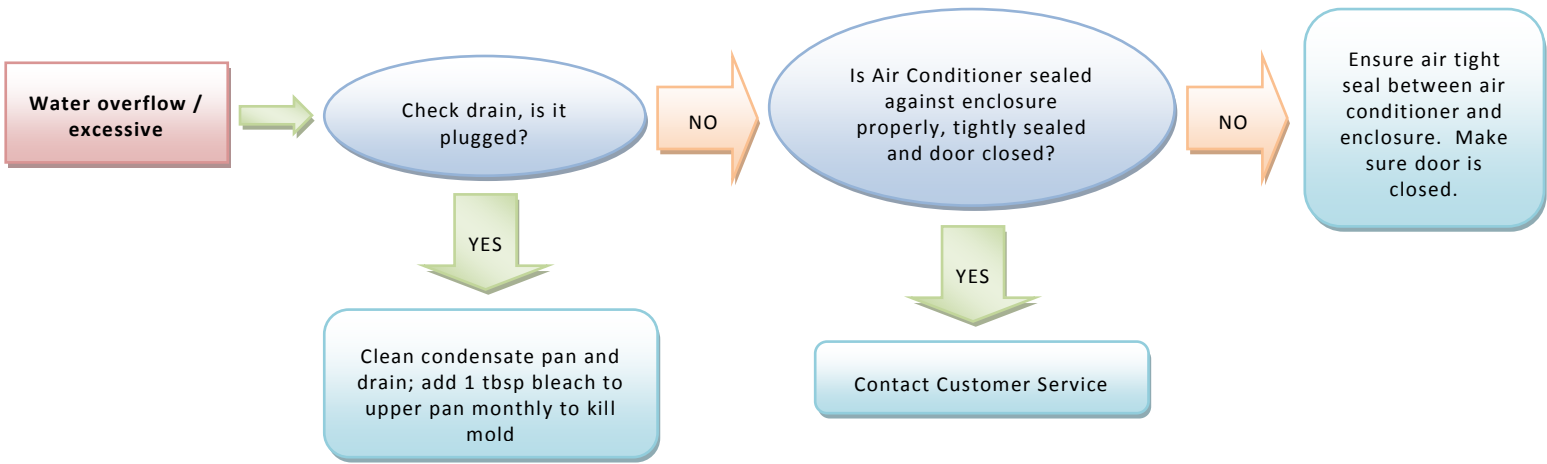 Water overflow /
excessive
Check drain, is it
plugged?
NO
Is Air Conditioner sealed
against enclosure
properly, tightly sealed
and door closed?
NO
Ensure air tight
seal between air
conditioner and
enclosure.  Make
sure door is
closed.
YES
Clean condensate pan and
drain; add 1 tbsp bleach to
upper pan monthly to kill
mold
YES
Contact Customer Service